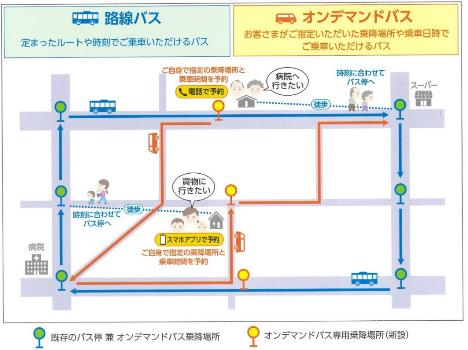 路線バス
定まったルートや時刻でご乗車いただけるバス
オンデマンドバス
お客さまがご指定いただいた乗降場所や乗車日時で
ご乗車いただけるバス
ご自身で指定の乗降場所と
乗車時間を予約
電話で予約
病院へ
行きたい
徒歩
時刻に合わせて
バス停へ
スーパー
買物に
行きたい
徒歩
時刻に合わせて
バス停へ
スマホアプリで予約
ご自身で指定の乗降場所と
乗車時間を予約
病院
既存のバス停 兼 オンデマンドバス乗降場所
オンデマンドバス専用乗降場所(新設)